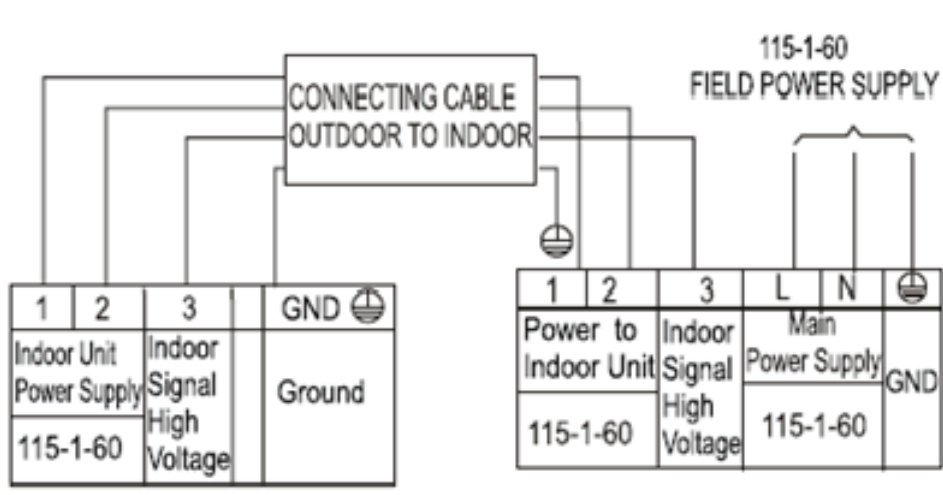 115-1-60
FIELD POWER SUPPLY
CONNECTING CABLE
OUTDOOR TO INDOOR
1 2 3 GND
Indoor Unit
Power Supply
115-1-60
Indoor
Signal
High
Voltage
Ground
1 2 3 L N
Power to
Indoor Unit
115-1-60
Indoor
Signal
High
Voltage
Main
Power Supply
115-1-60
GND